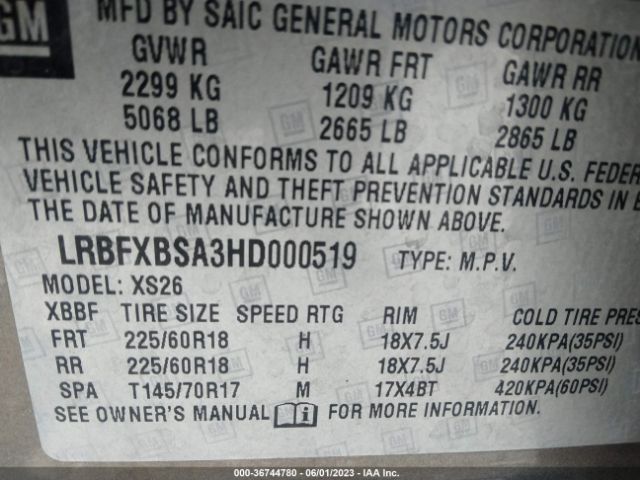 GM
MFD BY SAIC GENERAL MOTORS CORPORATION
GVWR GAWR FRT GAWR RR
2299 KG 1209 KG 1300 KG
5068 LB 2665 LB 2865 LB
THIS VEHICLE CONFORMS TO ALL APPLICABLE U.S. FEDER
VEHICLE SAFETY AND THEFT PREVENTION STANDARDS IN E
THE DATE OF MANUFACTURE SHOWN ABOVE.
LRBFXBSA3HD000519 TYPE: M.P.V.
MODEL: XS26
XBBF TIRE SIZE SPEED RTG RIM COLD TIRE PRES
FRT 225/60R18 H 18X7.5J 240KPA(35PSI)
RR 225/60R18 H 18X7.5J 240KPA(35PSI)
SPA T145/70R17 M 17X4BT 420KPA(60PSI)
SEE OWNER'S MANUAL i FOR MORE INFORMATION.
000-36744780 - 06/01/2023 - IAA Inc.